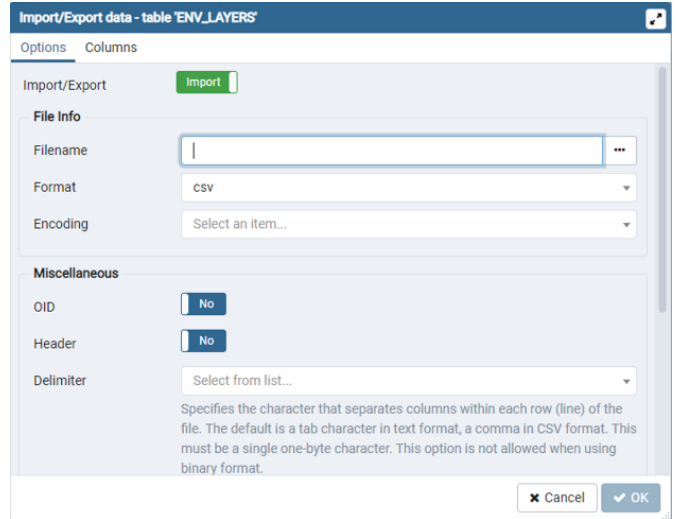 Import/Export data - table 'ENV_LAYERS'
Options Columns
Import/Export Import
File Info
Filename ...
Format csv
Encoding Select an item...
Miscellaneous
OID No
Header No
Delimiter Select from list...
Specifies the character that separates columns within each row (line) of the
file. The default is a tab character in text format, a comma in CSV format. This
must be a single one-byte character. This option is not allowed when using
binary format.
Cancel OK